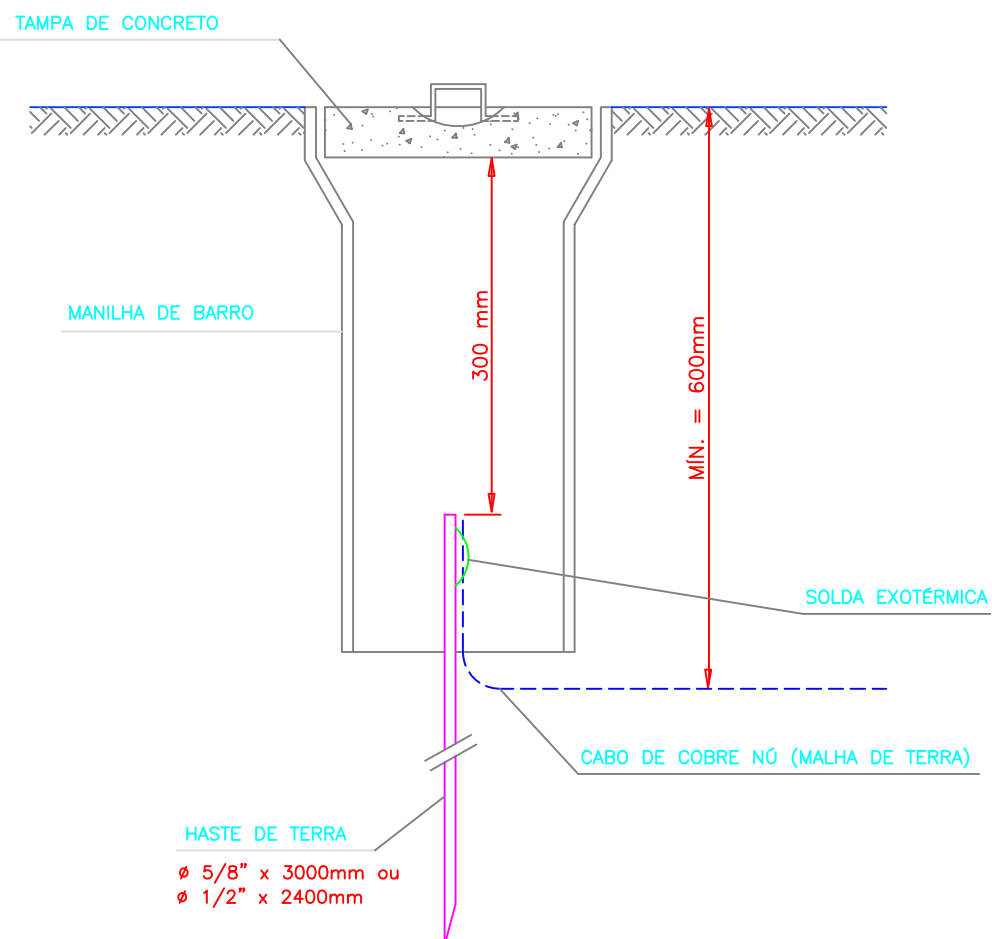 TAMPA DE CONCRETO
MANILHA DE BARRO
300 mm
MÍN. = 600mm
SOLDA EXOTÉRMICA
CABO DE COBRE NÚ (MALHA DE TERRA)
HASTE DE TERRA
ø 5/8" x 3000mm ou
ø 1/2" x 2400mm